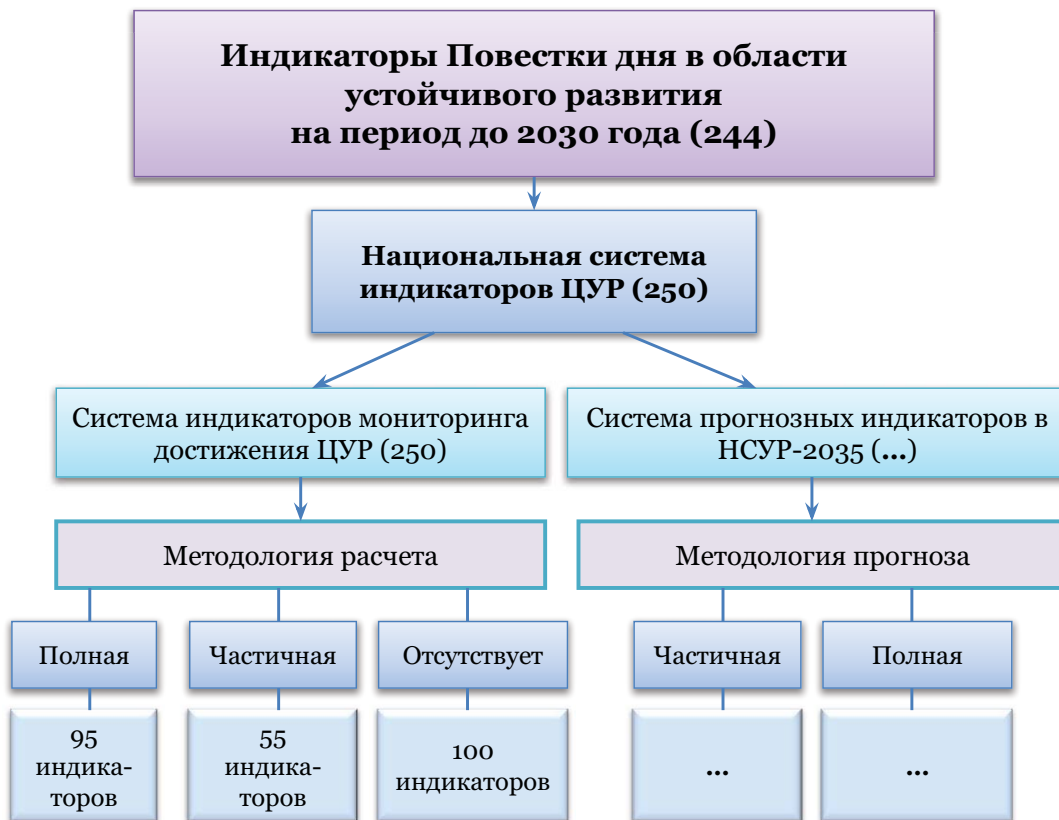 Индикаторы Повестки дня в области
устойчивого развития
на период до 2030 года (244)
Национальная система
индикаторов ЦУР (250)
Система индикаторов мониторинга
достижения ЦУР (250)
Система прогнозных индикаторов в
НСУР-2035 (...)
Методология расчета
Методология прогноза
Полная
Частичная
Отсутствует
Частичная
Полная
95
индика-
торов
55
индика-
торов
100
индикаторов
...
...